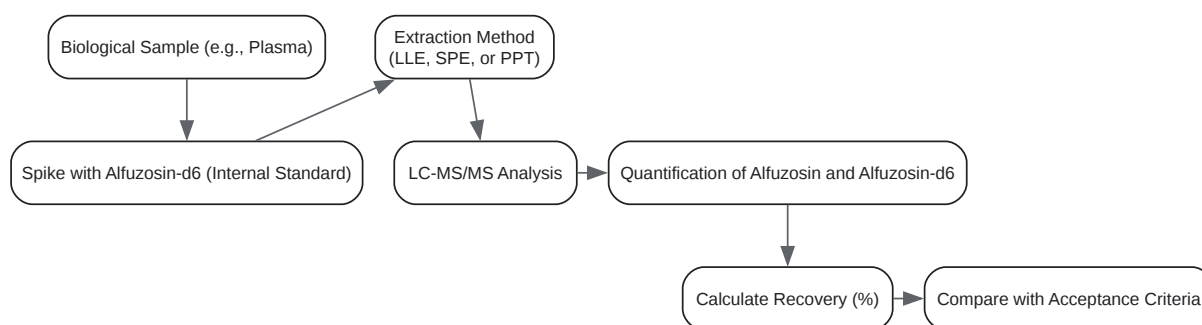 Biological Sample (e.g., Plasma)
Spike with Alfuzosin-d6 (Internal Standard)
Extraction Method
(LLE, SPE, or PPT)
LC-MS/MS Analysis
Quantification of Alfuzosin and Alfuzosin-d6
Calculate Recovery (%)
Compare with Acceptance Criteria